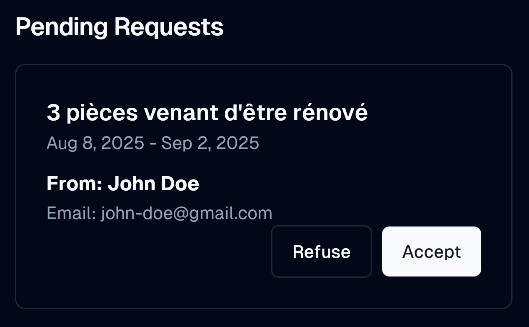 Pending Requests
3 pièces venant d'être rénové
Aug 8, 2025 - Sep 2, 2025
From: John Doe
Email: john-doe@gmail.com
Refuse Accept